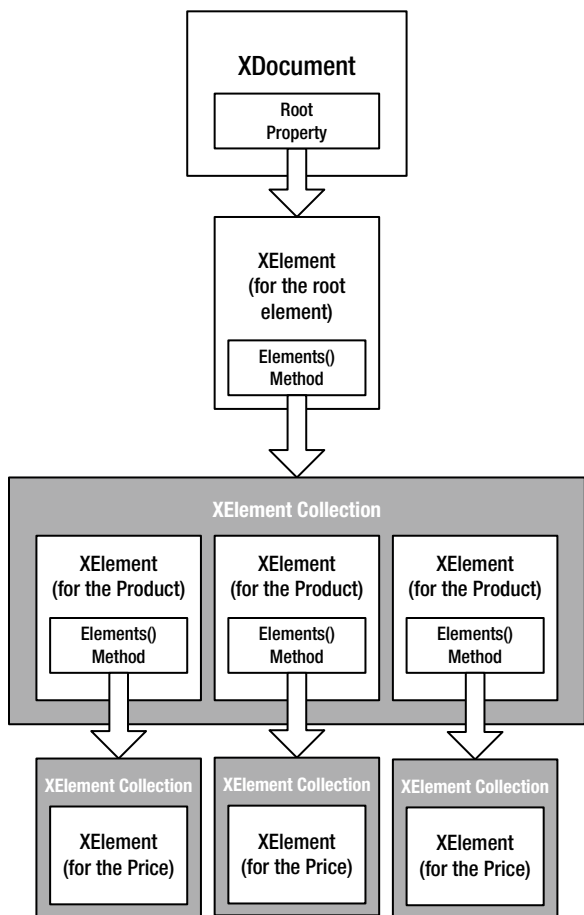 XDocument
Root
Property
XElement
(for the root
element)
Elements()
Method
XElement Collection
XElement
(for the Product)
Elements()
Method
XElement
(for the Product)
Elements()
Method
XElement
(for the Product)
Elements()
Method
XElement Collection
XElement
(for the Price)
XElement Collection
XElement
(for the Price)
XElement Collection
XElement
(for the Price)